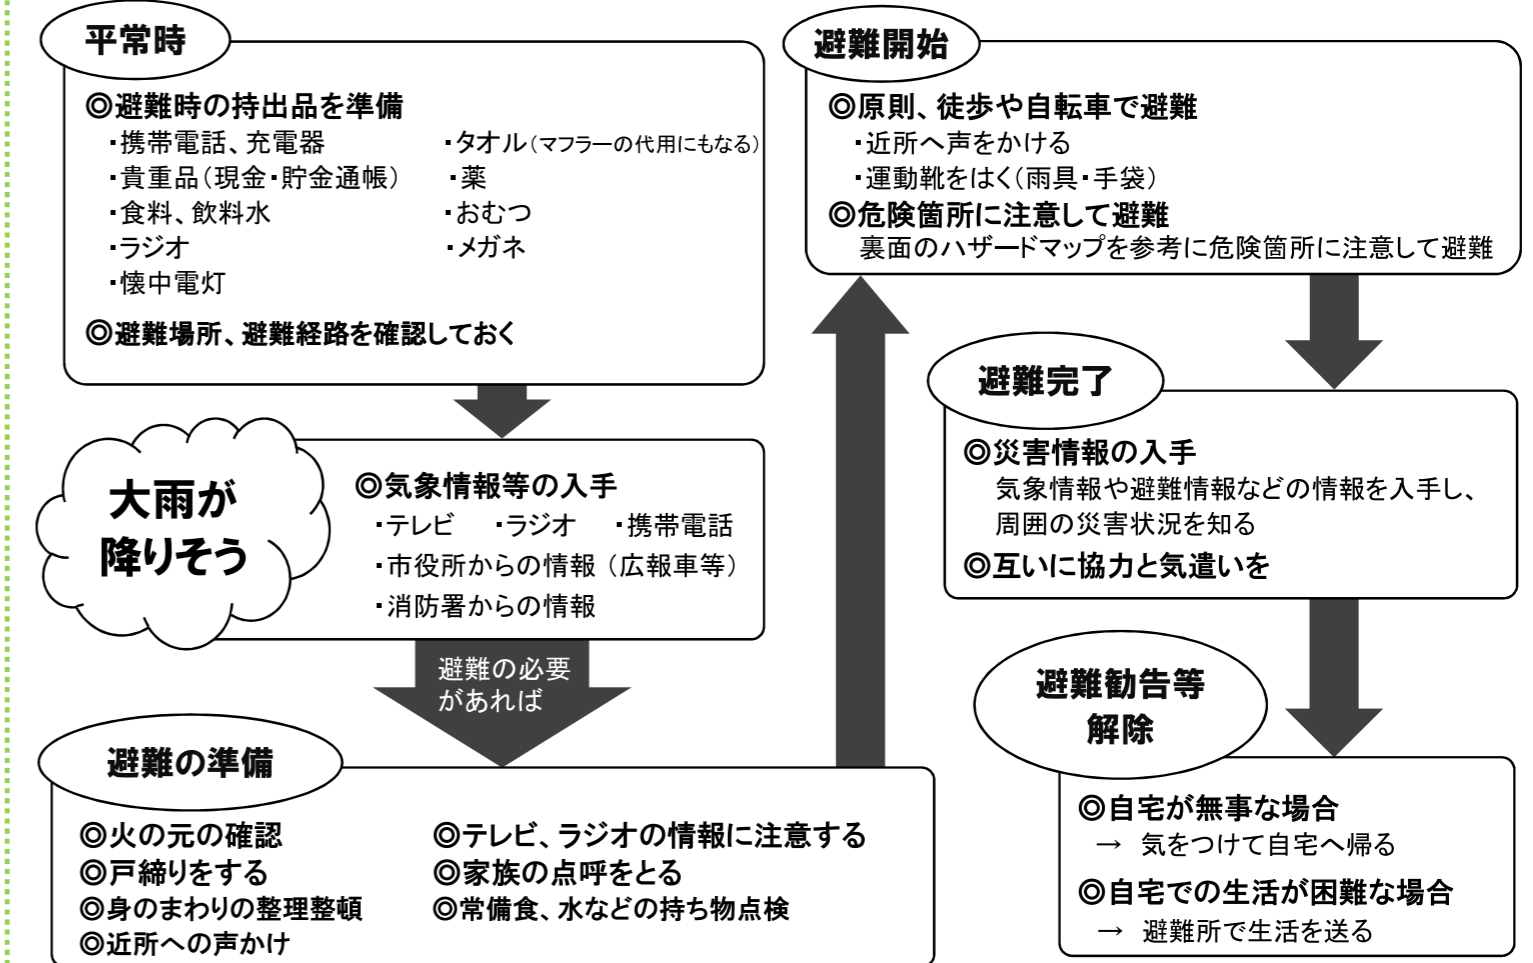 平常時
◎避難時の持出品を準備
・携帯電話、充電器
・貴重品(現金・貯金通帳)
・食料、飲料水
・ラジオ
・懐中電灯
・タオル(マフラーの代用にもなる)
・薬
・おむつ
・メガネ
◎避難場所、避難経路を確認しておく
大雨が
降りそう
◎気象情報等の入手
・テレビ ・ラジオ ・携帯電話
・市役所からの情報(広報車等)
・消防署からの情報
避難の必要
があれば
避難の準備
◎火の元の確認
◎戸締りをする
◎身のまわりの整理整頓
◎近所への声かけ
◎テレビ、ラジオの情報に注意する
◎家族の点呼をとる
◎常備食、水などの持ち物点検
避難開始
◎原則、徒歩や自転車で避難
・近所へ声をかける
・運動靴をはく(雨具・手袋)
◎危険箇所に注意して避難
裏面のハザードマップを参考に危険箇所に注意して避難
避難完了
◎災害情報の入手
気象情報や避難情報などの情報を入手し、
周囲の災害状況を知る
◎互いに協力と気遣いを
避難勧告等
解除
◎自宅が無事な場合
→ 気をつけて自宅へ帰る
◎自宅での生活が困難な場合
→ 避難所で生活を送る